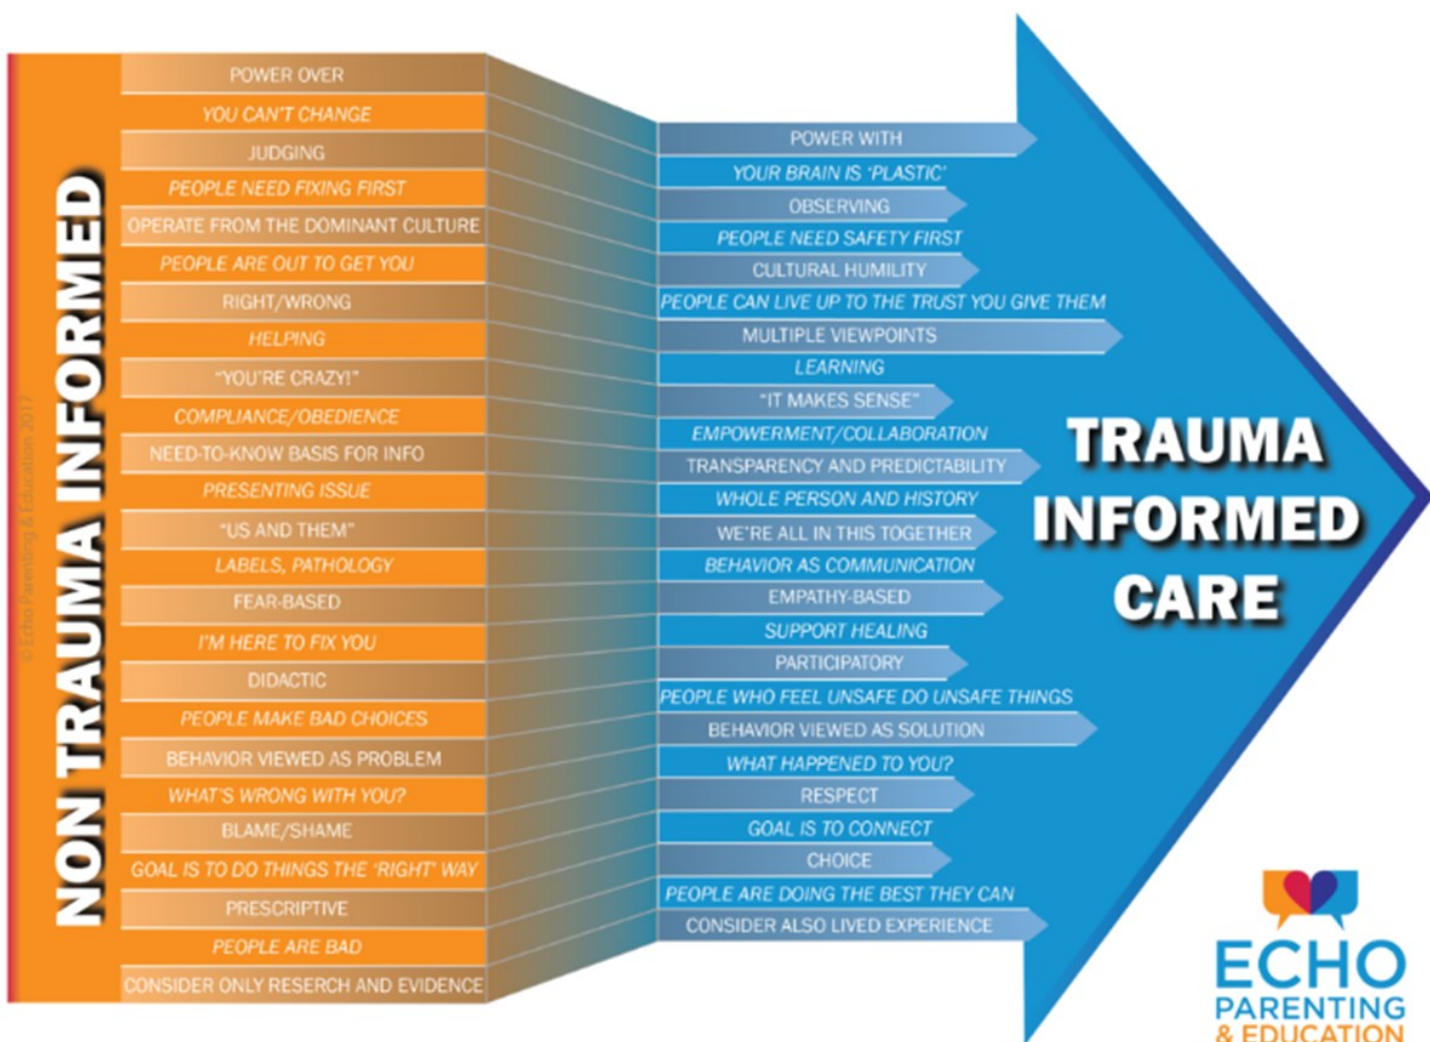 NON TRAUMA INFORMED
POWER OVER
YOU CAN'T CHANGE
JUDGING
PEOPLE NEED FIXING FIRST
OPERATE FROM THE DOMINANT CULTURE
PEOPLE ARE OUT TO GET YOU
RIGHT/WRONG
HELPING
"YOU'RE CRAZY!"
COMPLIANCE/OBEDIENCE
NEED-TO-KNOW BASIS FOR INFO
PRESENTING ISSUE
"US AND THEM"
LABELS, PATHOLOGY
FEAR-BASED
I'M HERE TO FIX YOU
DIDACTIC
PEOPLE MAKE BAD CHOICES
BEHAVIOR VIEWED AS PROBLEM
WHAT'S WRONG WITH YOU?
BLAME/SHAME
GOAL IS TO DO THINGS THE 'RIGHT' WAY
PRESCRIPTIVE
PEOPLE ARE BAD
CONSIDER ONLY RESERCH AND EVIDENCE
POWER WITH
YOUR BRAIN IS 'PLASTIC'
OBSERVING
PEOPLE NEED SAFETY FIRST
CULTURAL HUMILITY
PEOPLE CAN LIVE UP TO THE TRUST YOU GIVE THEM
MULTIPLE VIEWPOINTS
LEARNING
"IT MAKES SENSE"
EMPOWERMENT/COLLABORATION
TRANSPARENCY AND PREDICTABILITY
WHOLE PERSON AND HISTORY
WE'RE ALL IN THIS TOGETHER
BEHAVIOR AS COMMUNICATION
EMPATHY-BASED
SUPPORT HEALING
PARTICIPATORY
PEOPLE WHO FEEL UNSAFE DO UNSAFE THINGS
BEHAVIOR VIEWED AS SOLUTION
WHAT HAPPENED TO YOU?
RESPECT
GOAL IS TO CONNECT
CHOICE
PEOPLE ARE DOING THE BEST THEY CAN
CONSIDER ALSO LIVED EXPERIENCE
TRAUMA
INFORMED
CARE
© Echo Parenting & Education 2017
ECHO
PARENTING
& EDUCATION